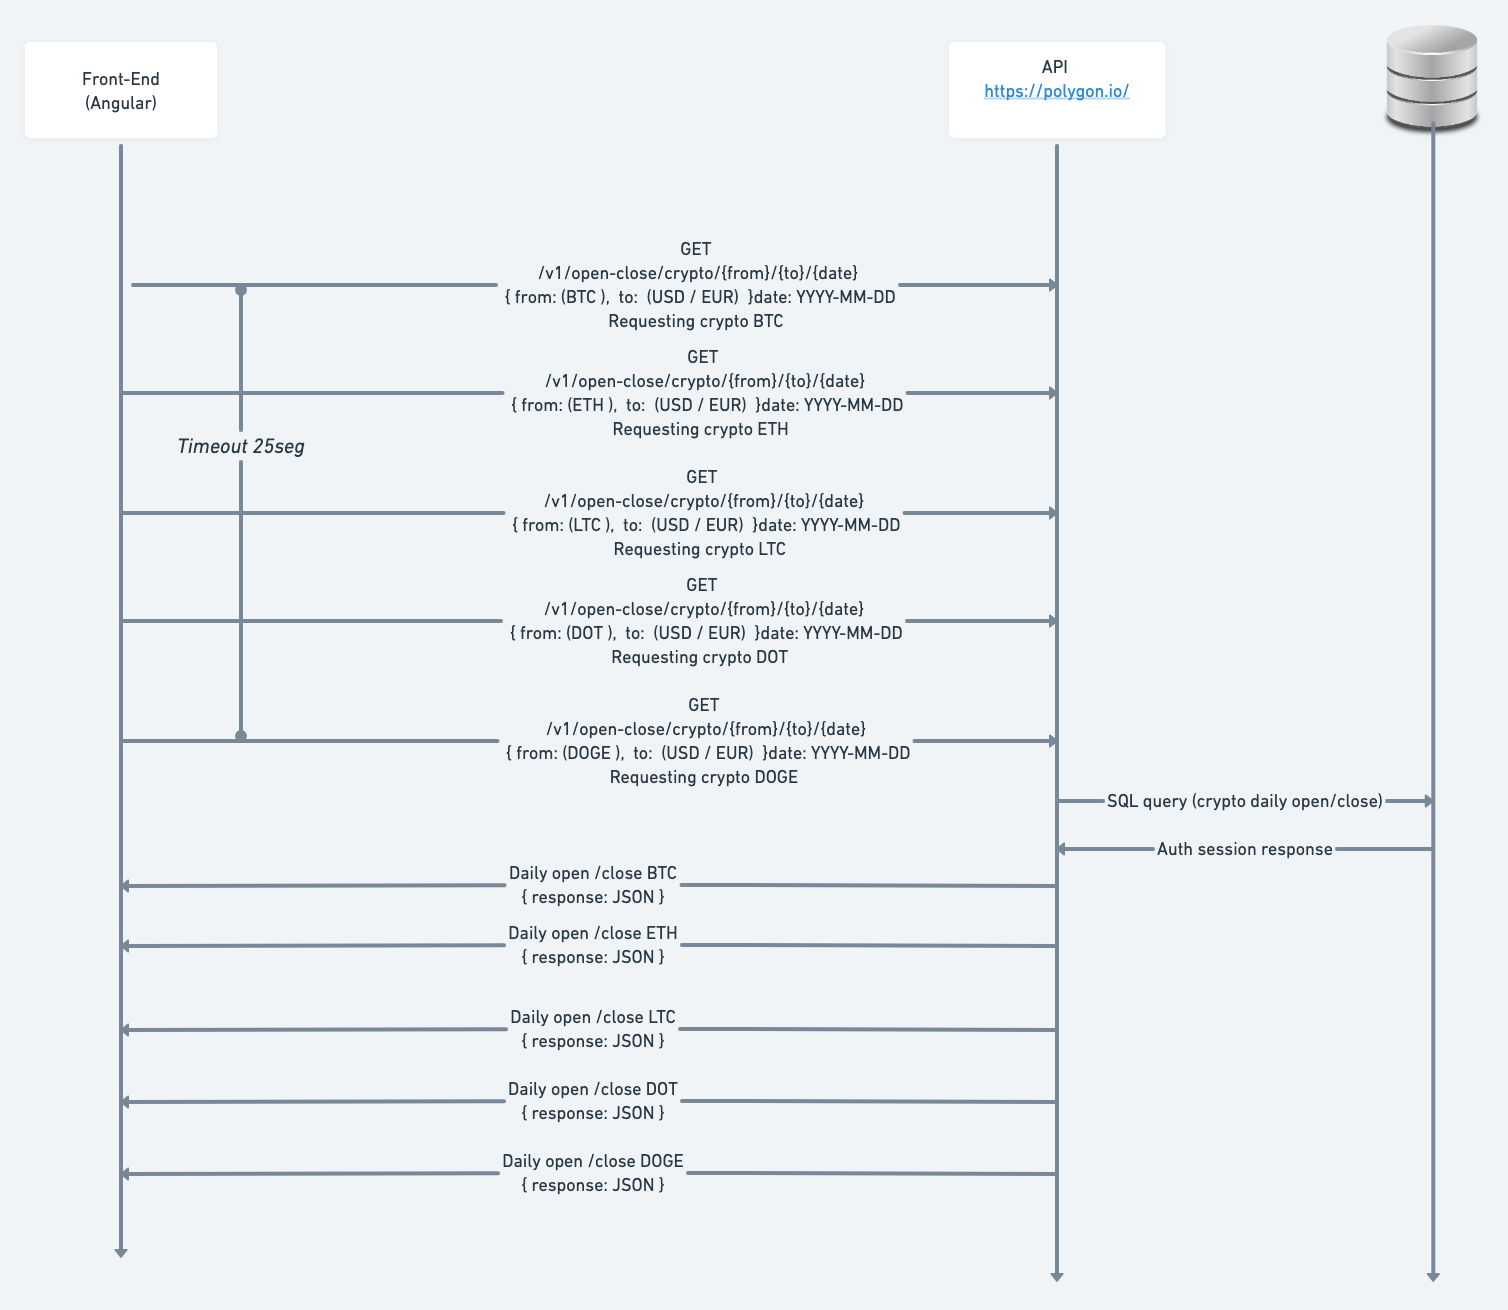 Front-End
(Angular)
API
https://polygon.io/
GET
/v1/open-close/crypto/{from}/{to}/{date}
{ from: (BTC ),  to:  (USD / EUR)  }date: YYYY-MM-DD
Requesting crypto BTC
GET
/v1/open-close/crypto/{from}/{to}/{date}
{ from: (ETH ),  to:  (USD / EUR)  }date: YYYY-MM-DD
Requesting crypto ETH
Timeout 25seg
GET
/v1/open-close/crypto/{from}/{to}/{date}
{ from: (LTC ),  to:  (USD / EUR)  }date: YYYY-MM-DD
Requesting crypto LTC
GET
/v1/open-close/crypto/{from}/{to}/{date}
{ from: (DOT ),  to:  (USD / EUR)  }date: YYYY-MM-DD
Requesting crypto DOT
GET
/v1/open-close/crypto/{from}/{to}/{date}
{ from: (DOGE ),  to:  (USD / EUR)  }date: YYYY-MM-DD
Requesting crypto DOGE
SQL query (crypto daily open/close)
Auth session response
Daily open /close BTC
{ response: JSON }
Daily open /close ETH
{ response: JSON }
Daily open /close LTC
{ response: JSON }
Daily open /close DOT
{ response: JSON }
Daily open /close DOGE
{ response: JSON }